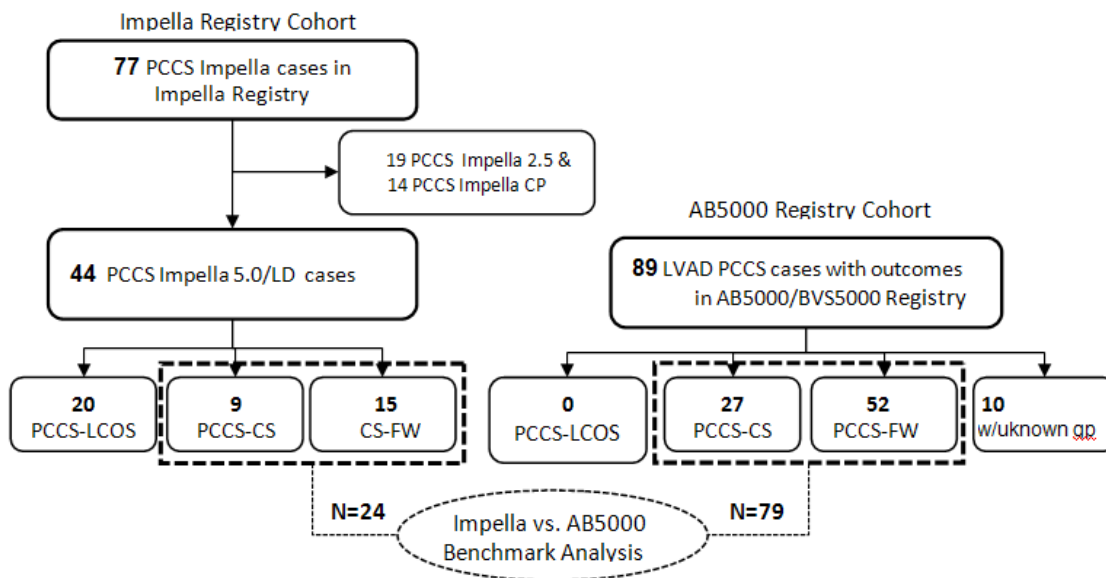 Impella Registry Cohort
77 PCCS Impella cases in
Impella Registry
19 PCCS Impella 2.5 &
14 PCCS Impella CP
44 PCCS Impella 5.0/LD cases
20
PCCS-LCOS
9
PCCS-CS
15
CS-FW
AB5000 Registry Cohort
89 LVAD PCCS cases with outcomes
in AB5000/BVS5000 Registry
0
PCCS-LCOS
27
PCCS-CS
52
PCCS-FW
10
w/uknown gp
N=24
N=79
Impella vs. AB5000
Benchmark Analysis